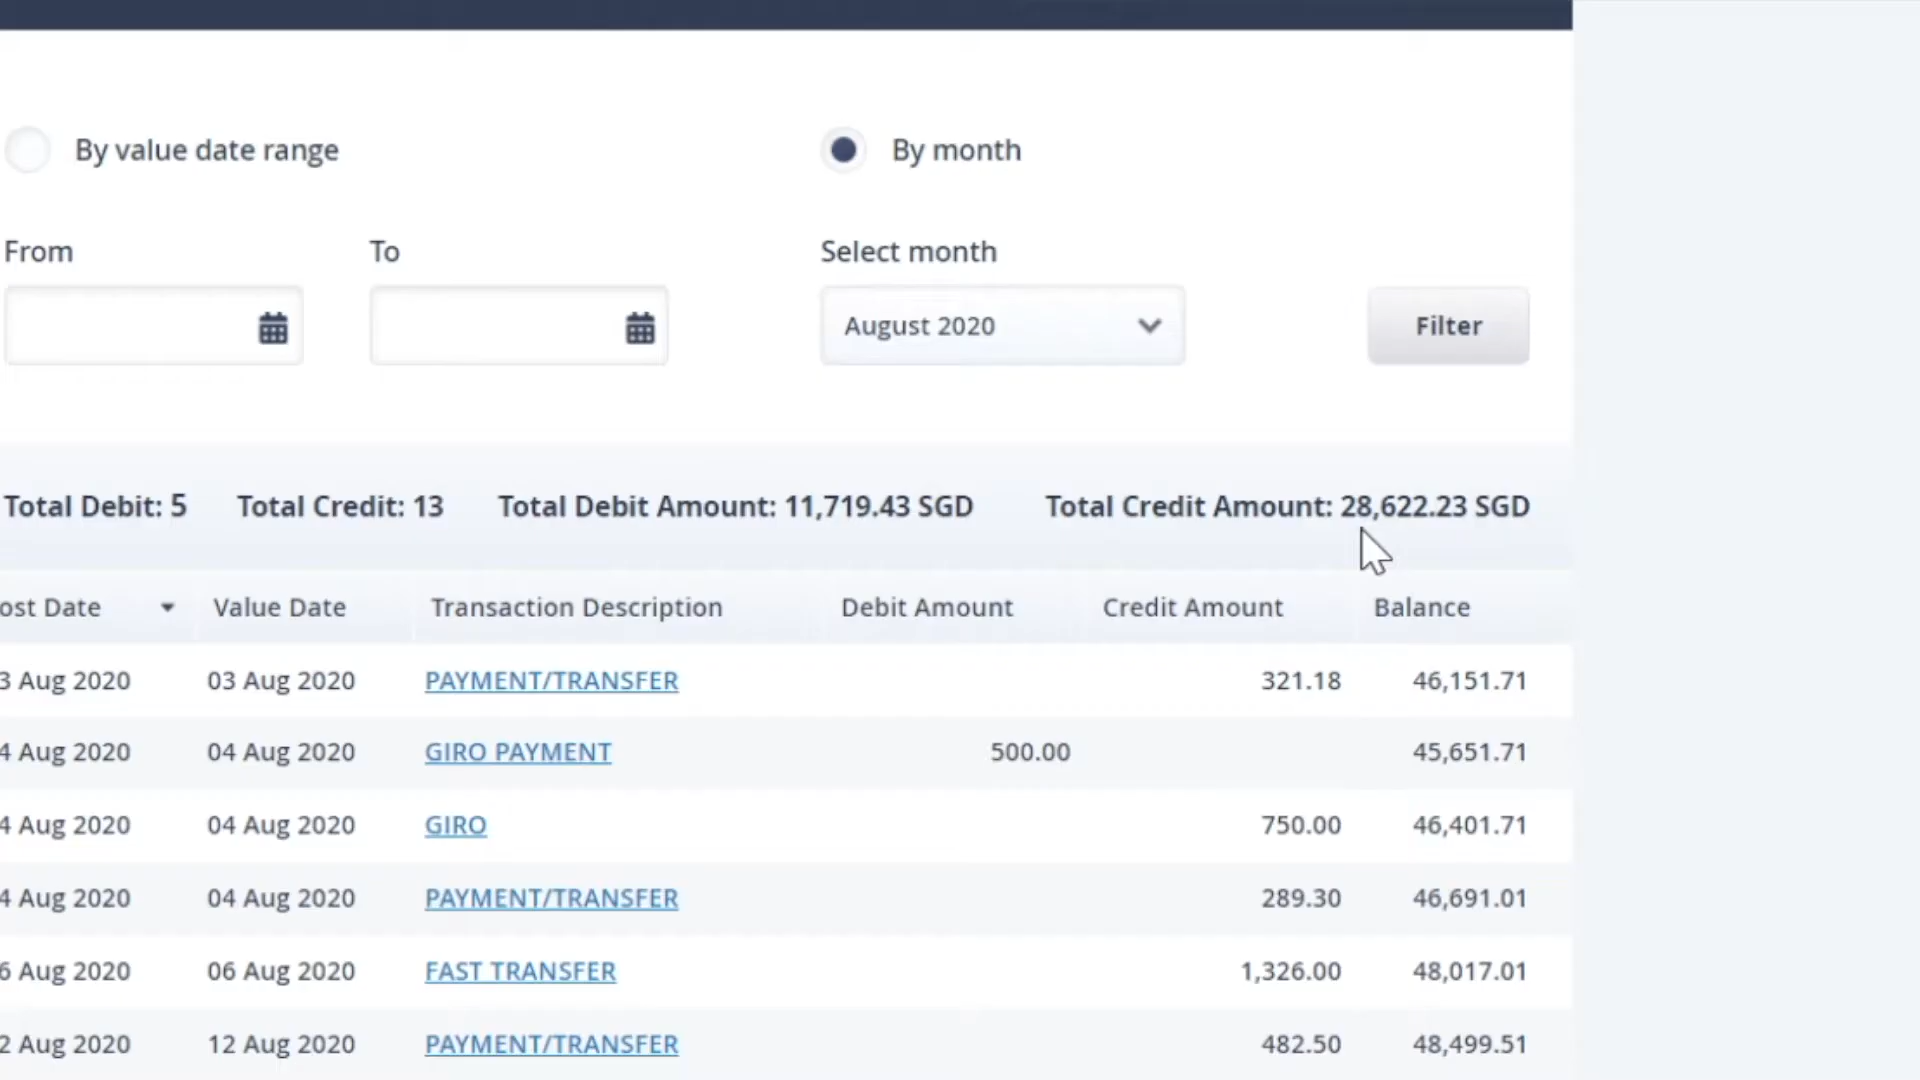 By value date range By month
From To Select month
August 2020 Filter
Total Debit: 5 Total Credit: 13 Total Debit Amount: 11,719.43 SGD Total Credit Amount: 28,622.23 SGD
ost Date Value Date Transaction Description Debit Amount Credit Amount Balance
3 Aug 2020 03 Aug 2020 PAYMENT/TRANSFER 321.18 46,151.71
4 Aug 2020 04 Aug 2020 GIRO PAYMENT 500.00 45,651.71
4 Aug 2020 04 Aug 2020 GIRO 750.00 46,401.71
4 Aug 2020 04 Aug 2020 PAYMENT/TRANSFER 289.30 46,691.01
6 Aug 2020 06 Aug 2020 FAST TRANSFER 1,326.00 48,017.01
2 Aug 2020 12 Aug 2020 PAYMENT/TRANSFER 482.50 48,499.51